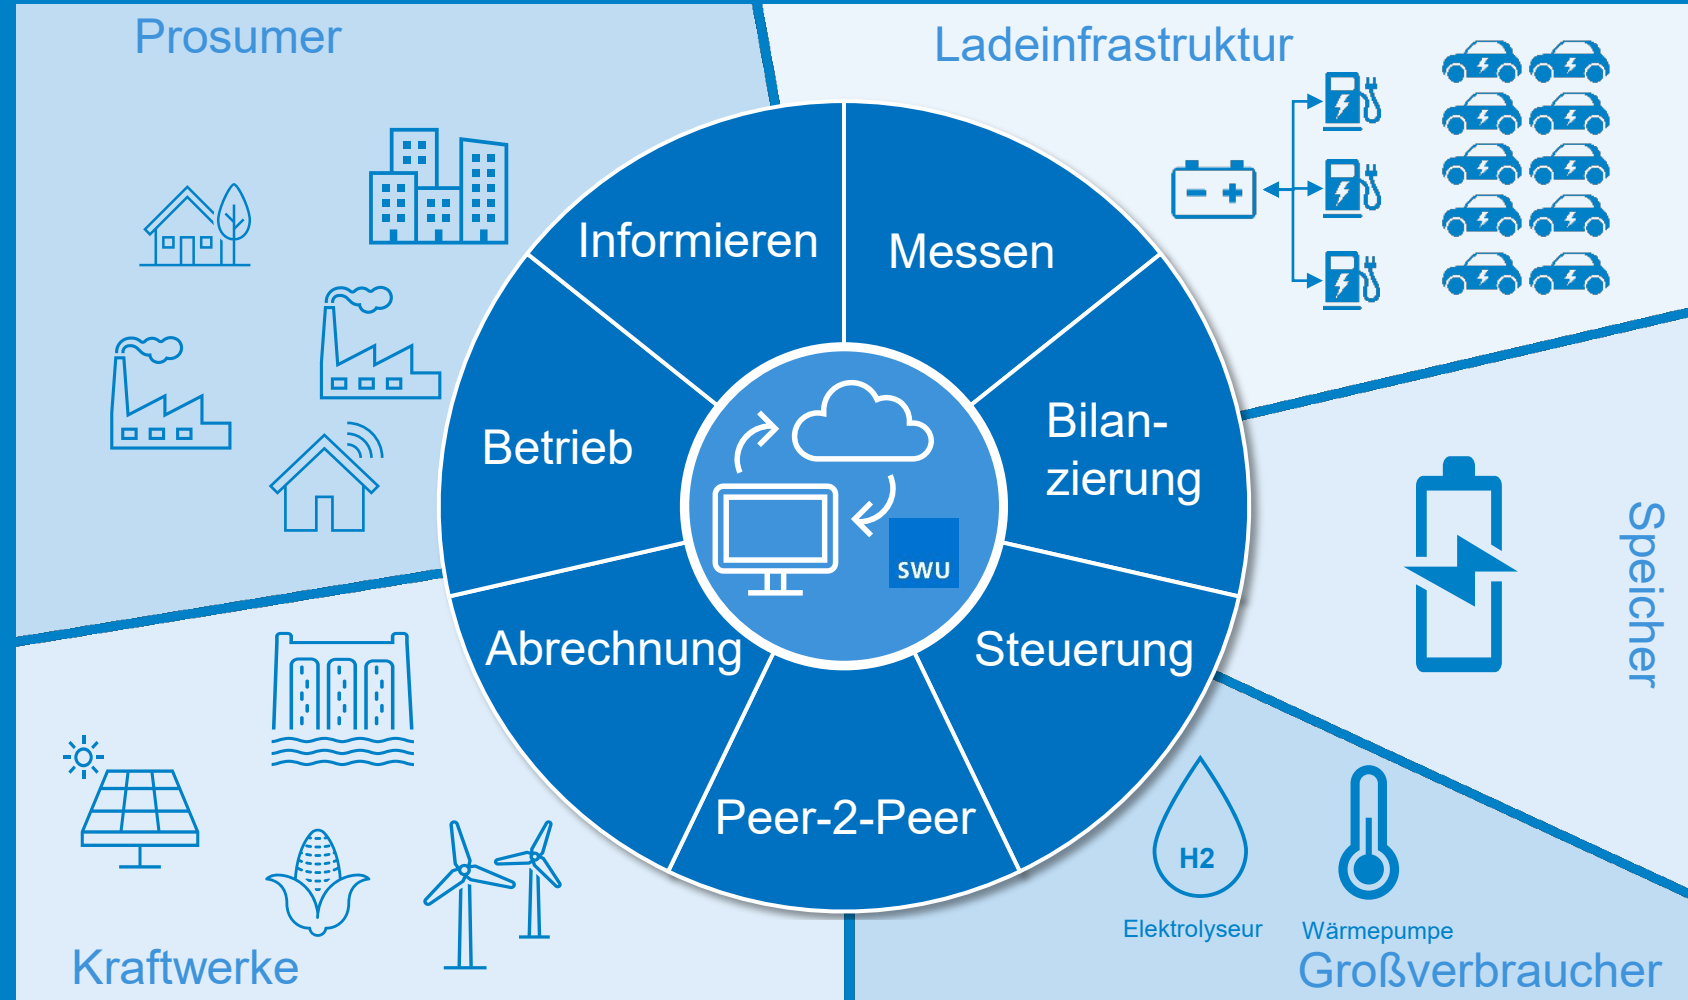 Prosumer
Ladeinfrastruktur
Informieren
Messen
Betrieb
Bilan-
zierung
SWU
Speicher
Abrechnung
Steuerung
Peer-2-Peer
H2
Elektrolyseur
Wärmepumpe
Kraftwerke
Großverbraucher